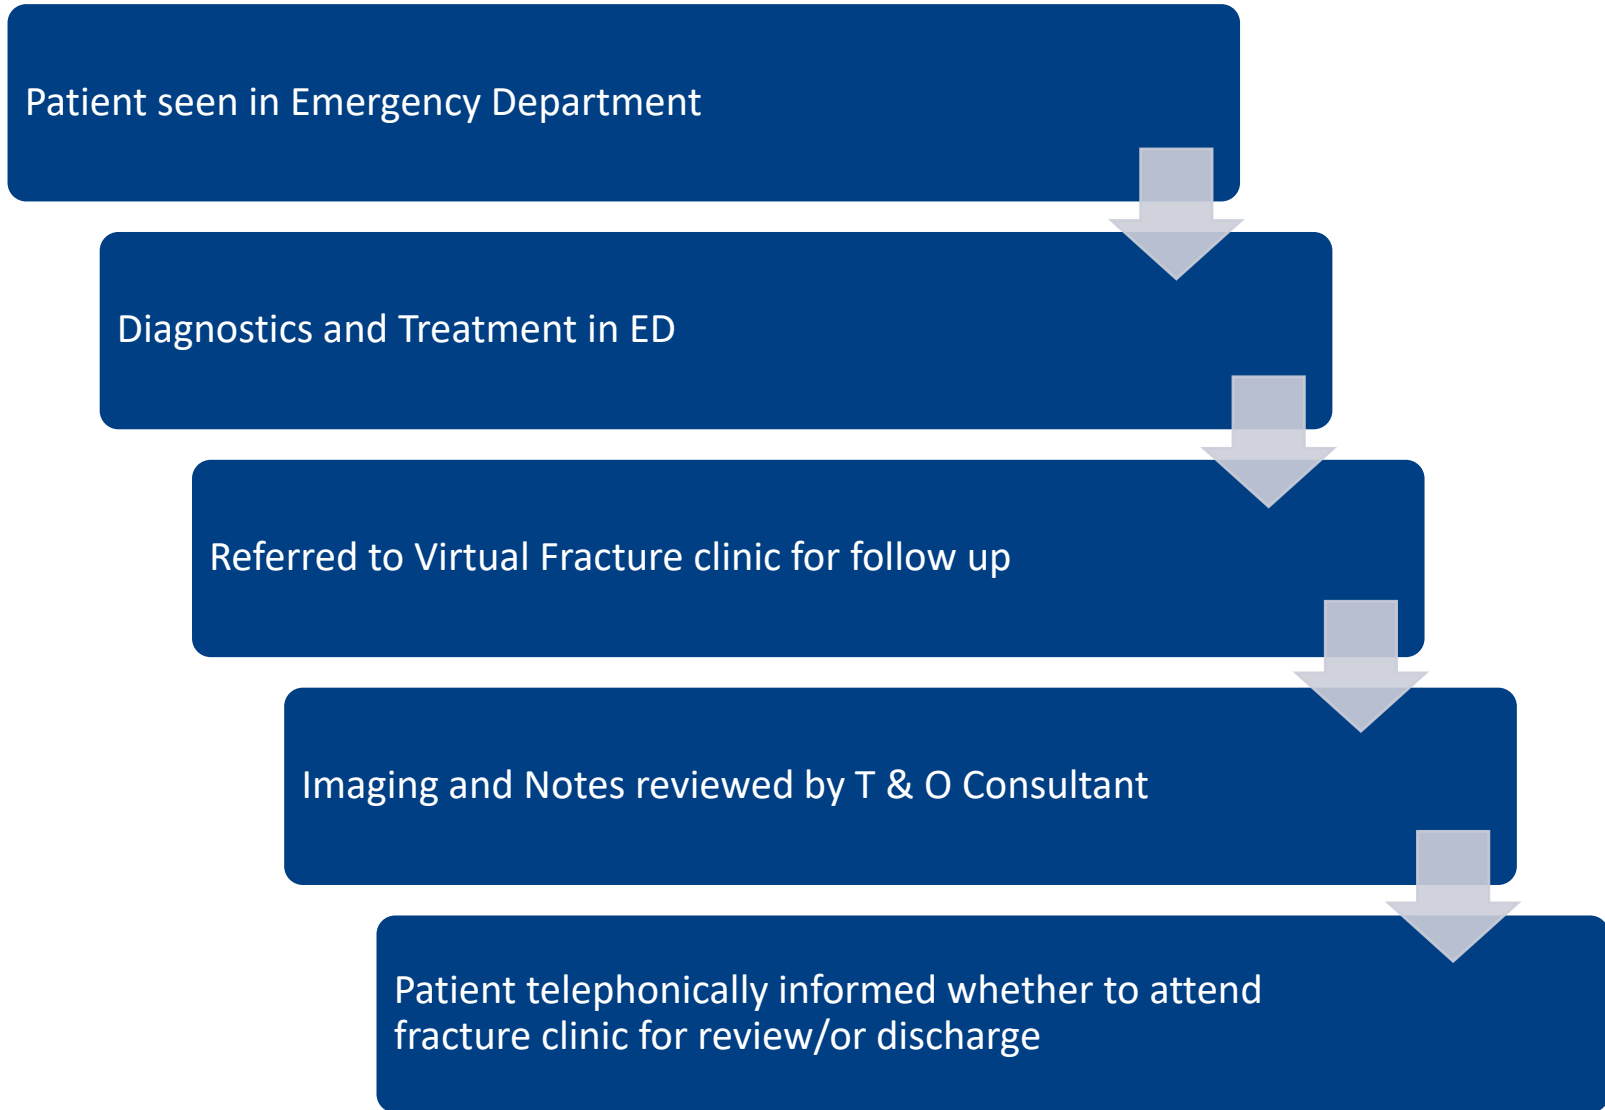 Patient seen in Emergency Department
Diagnostics and Treatment in ED
Referred to Virtual Fracture clinic for follow up
Imaging and Notes reviewed by T & O Consultant
Patient telephonically informed whether to attend
fracture clinic for review/or discharge